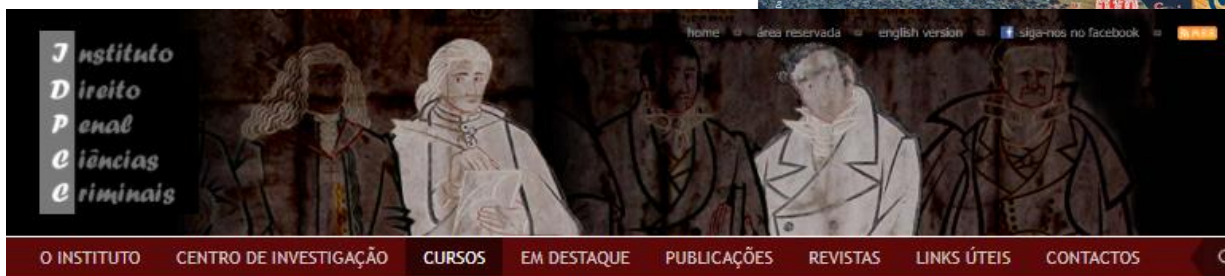 home área reservada english version siga-nos no facebook
Instituto
Direito
Penal
Ciências
Criminais
O INSTITUTO CENTRO DE INVESTIGAÇÃO CURSOS EM DESTAQUE PUBLICAÇÕES REVISTAS LINKS ÚTEIS CONTACTOS